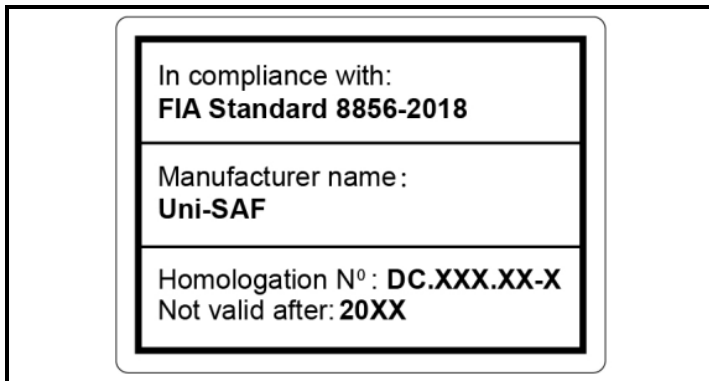 In compliance with:
FIA Standard 8856-2018
Manufacturer name:
Uni-SAF
Homologation Nº : DC.XXX.XX-X
Not valid after: 20XX